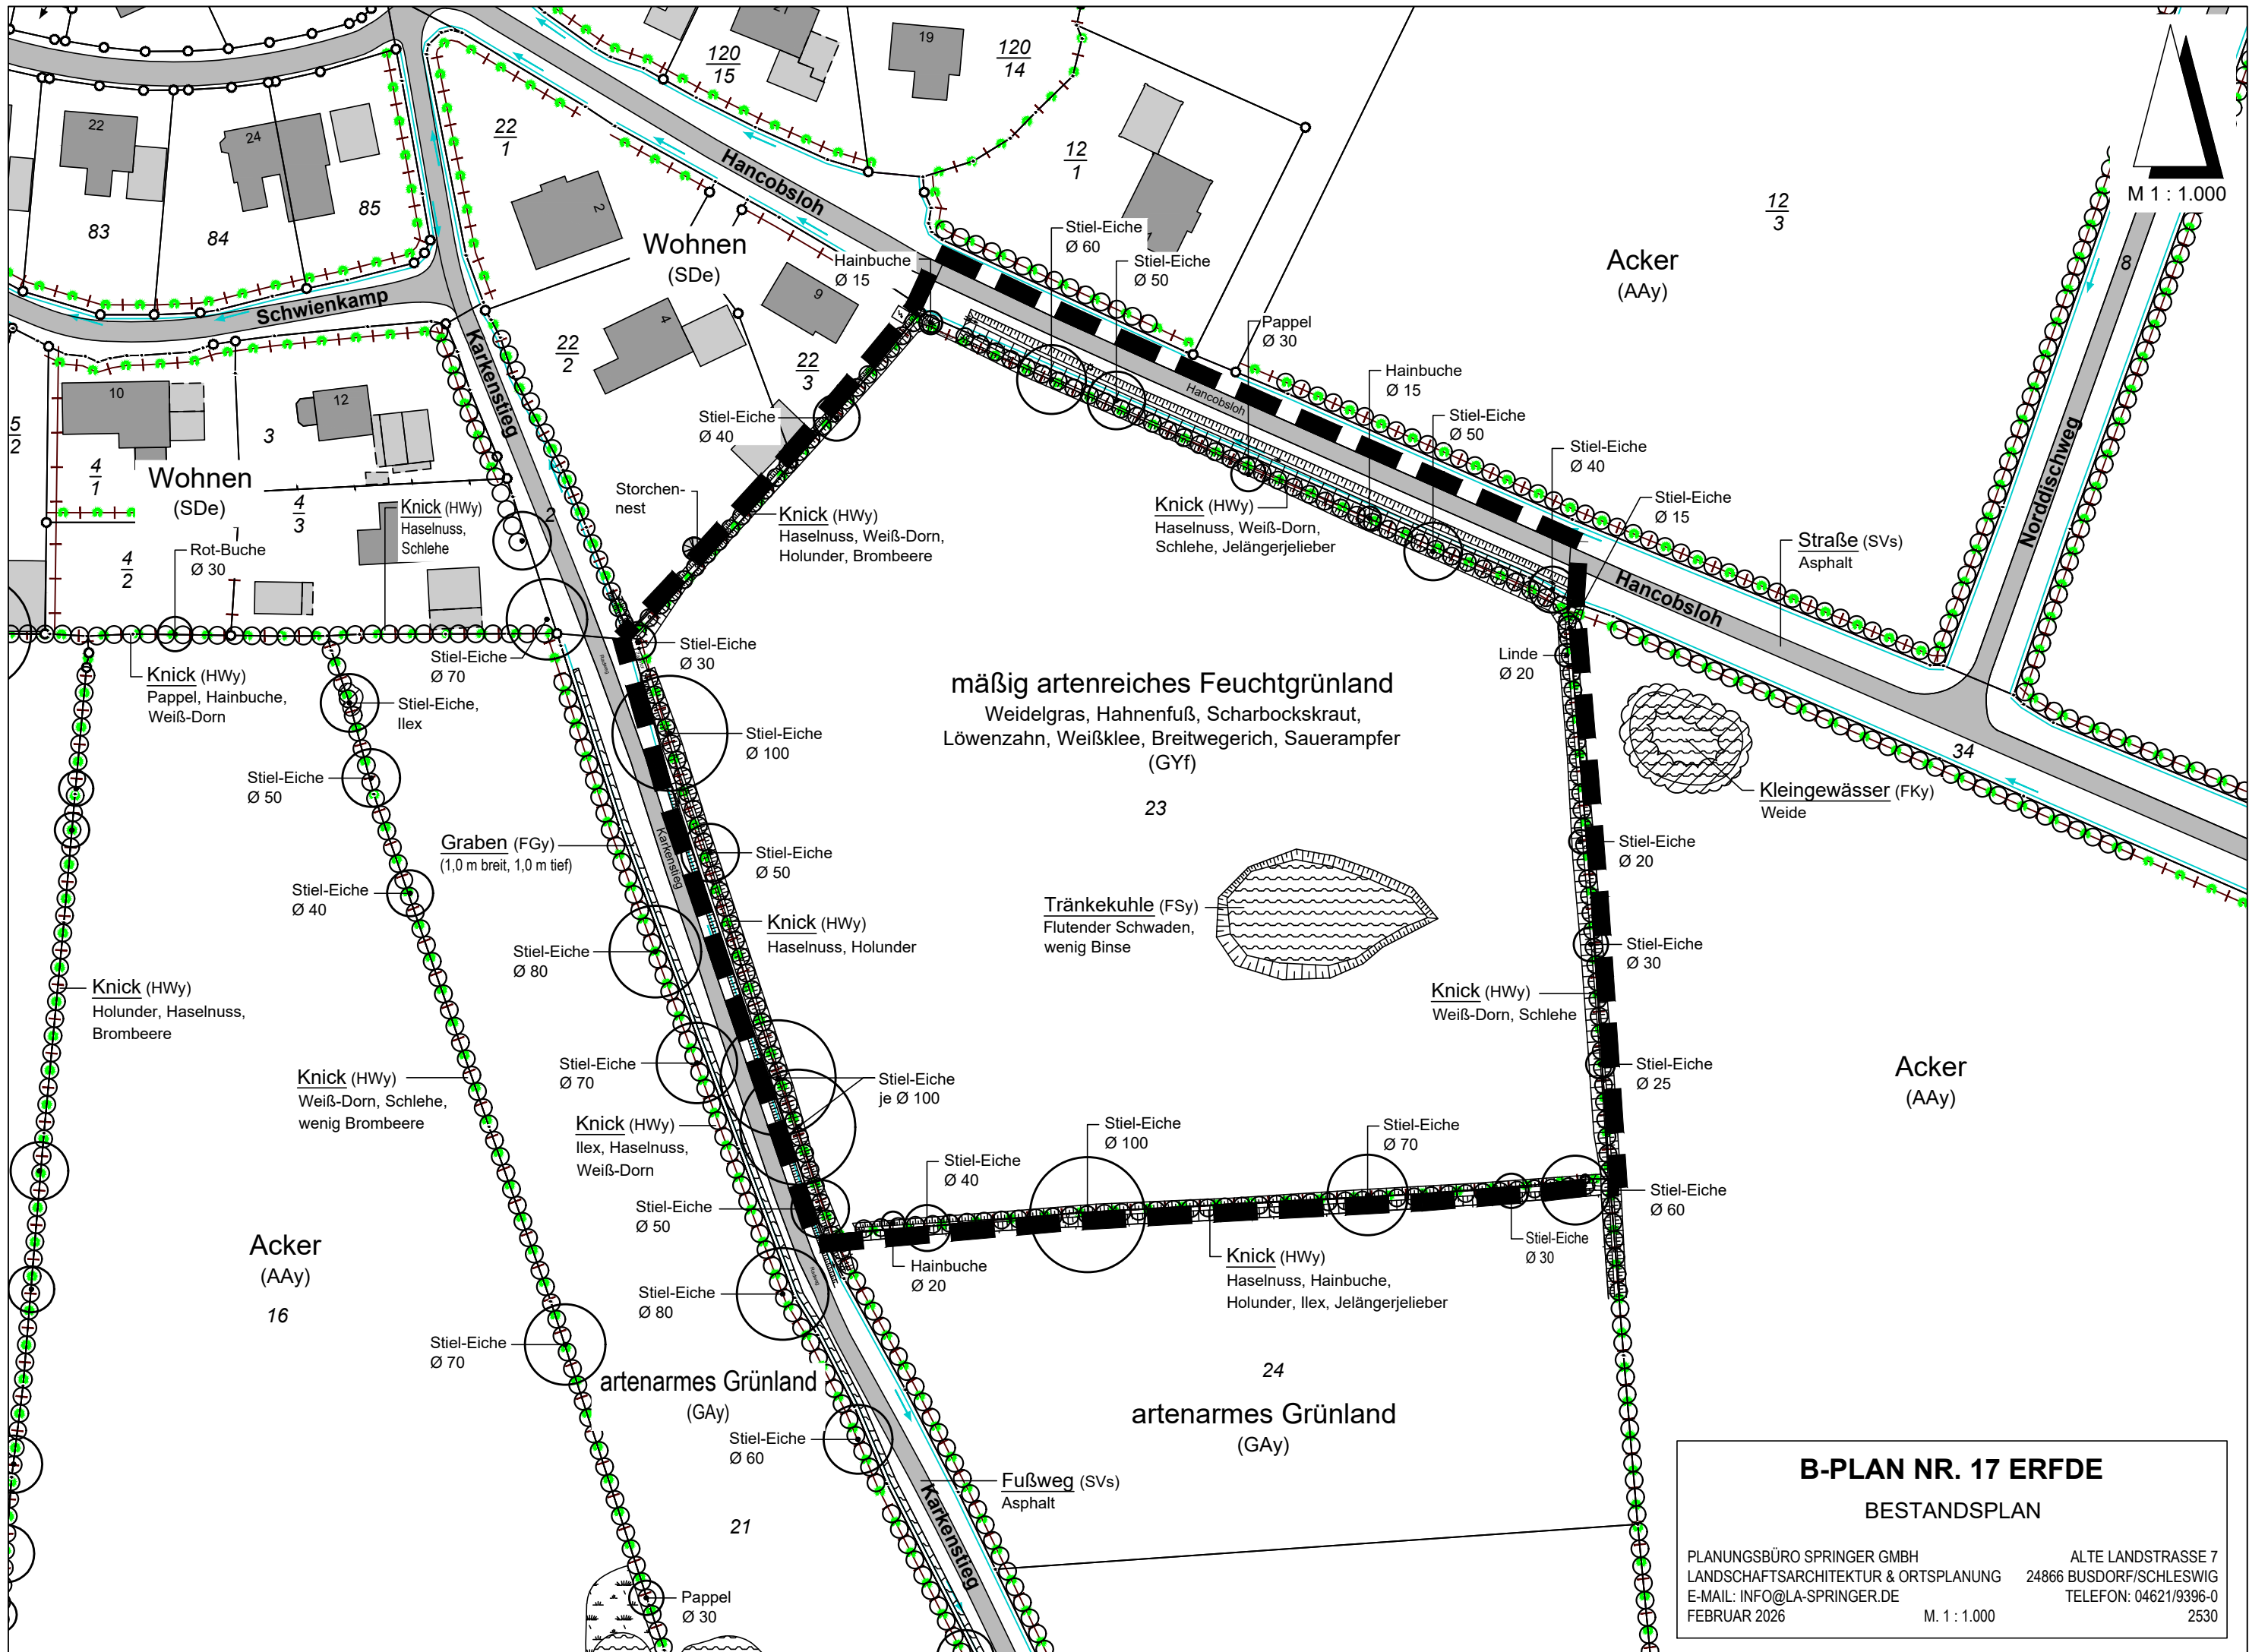 21
120
15
19
120
14
12
1
12
3
M 1 : 1.000
22
83
24
84
85
22
1
2
Hancobsloh
Wohnen
(SDe)
Stiel-Eiche
Ø 60
Stiel-Eiche
Ø 50
Hainbuche
Ø 15
Acker
(AAy)
8
Schwienkamp
Karkenstieg
9
4
22
2
22
3
Pappel
Ø 30
Hainbuche
Ø 15
Hancobsloh
10
12
3
5
2
4
1
Wohnen
(SDe)
4
3
Knick (HWy)
Haselnuss,
Schlehe
2
Stiel-Eiche
Ø 40
Stiel-Eiche
Ø 50
Stiel-Eiche
Ø 40
Stiel-Eiche
Ø 15
Norddischweg
Storchen-
nest
Knick (HWy)
Haselnuss, Weiß-Dorn,
Holunder, Brombeere
Knick (HWy)
Haselnuss, Weiß-Dorn,
Schlehe, Jelängerjelieber
Straße (SVs)
Asphalt
Hancobsloh
Rot-Buche
Ø 30
4
2
Stiel-Eiche
Ø 70
Stiel-Eiche
Ø 30
Linde
Ø 20
Knick (HWy)
Pappel, Hainbuche,
Weiß-Dorn
Stiel-Eiche,
Ilex
mäßig artenreiches Feuchtgrünland
Weidelgras, Hahnenfuß, Scharbockskraut,
Löwenzahn, Weißklee, Breitwegerich, Sauerampfer
(GYf)
23
Stiel-Eiche
Ø 100
Stiel-Eiche
Ø 50
34
Kleingewässer (FKy)
Weide
Graben (FGy)
(1,0 m breit, 1,0 m tief)
Karkenstieg
Stiel-Eiche
Ø 50
Stiel-Eiche
Ø 20
Stiel-Eiche
Ø 40
Knick (HWy)
Haselnuss, Holunder
Tränkekuhle (FSy)
Flutender Schwaden,
wenig Binse
Stiel-Eiche
Ø 80
Stiel-Eiche
Ø 30
Knick (HWy)
Holunder, Haselnuss,
Brombeere
Knick (HWy)
Weiß-Dorn, Schlehe
Stiel-Eiche
Ø 70
Stiel-Eiche
Ø 25
Acker
(AAy)
Knick (HWy)
Weiß-Dorn, Schlehe,
wenig Brombeere
Stiel-Eiche
je Ø 100
Knick (HWy)
Ilex, Haselnuss,
Weiß-Dorn
Stiel-Eiche
Ø 100
Stiel-Eiche
Ø 70
Stiel-Eiche
Ø 40
Stiel-Eiche
Ø 50
Stiel-Eiche
Ø 60
Stiel-Eiche
Ø 30
Acker
(AAy)
16
Hainbuche
Ø 20
Knick (HWy)
Haselnuss, Hainbuche,
Holunder, Ilex, Jelängerjelieber
Stiel-Eiche
Ø 80
Stiel-Eiche
Ø 70
artenarmes Grünland
(GAy)
24
artenarmes Grünland
(GAy)
Stiel-Eiche
Ø 60
Fußweg (SVs)
Asphalt
Karkenstieg
21
Pappel
Ø 30
B-PLAN NR. 17 ERFDE
BESTANDSPLAN
PLANUNGSBÜRO SPRINGER GMBH ALTE LANDSTRASSE 7
LANDSCHAFTSARCHITEKTUR & ORTSPLANUNG 24866 BUSDORF/SCHLESWIG
E-MAIL: INFO@LA-SPRINGER.DE TELEFON: 04621/9396-0
FEBRUAR 2026 M. 1 : 1.000 2530